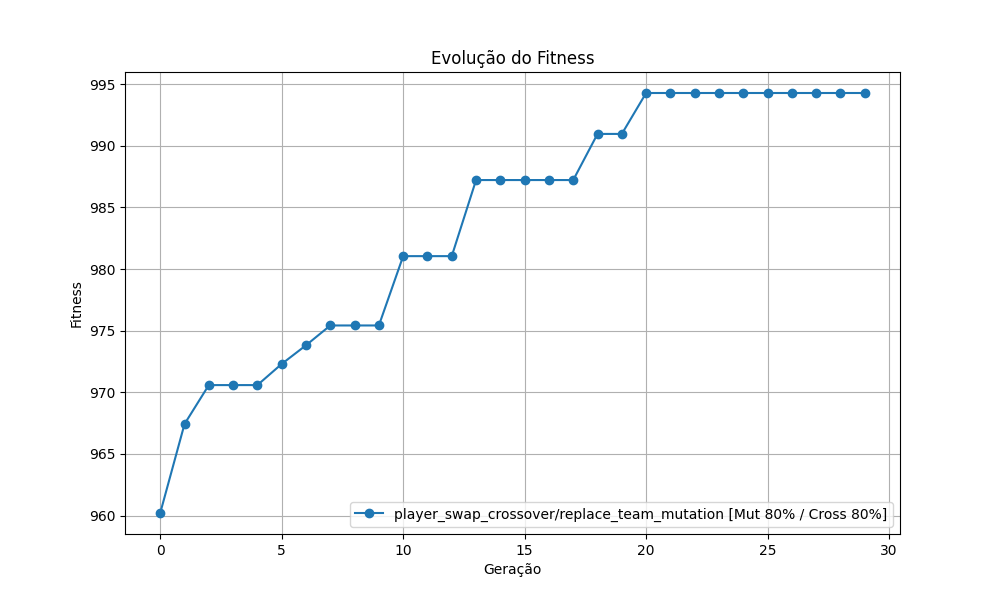 Evolução do Fitness
Fitness
995
990
985
980
975
970
965
960
player_swap_crossover/replace_team_mutation [Mut 80% / Cross 80%]
0 5 10 15 20 25 30
Geração